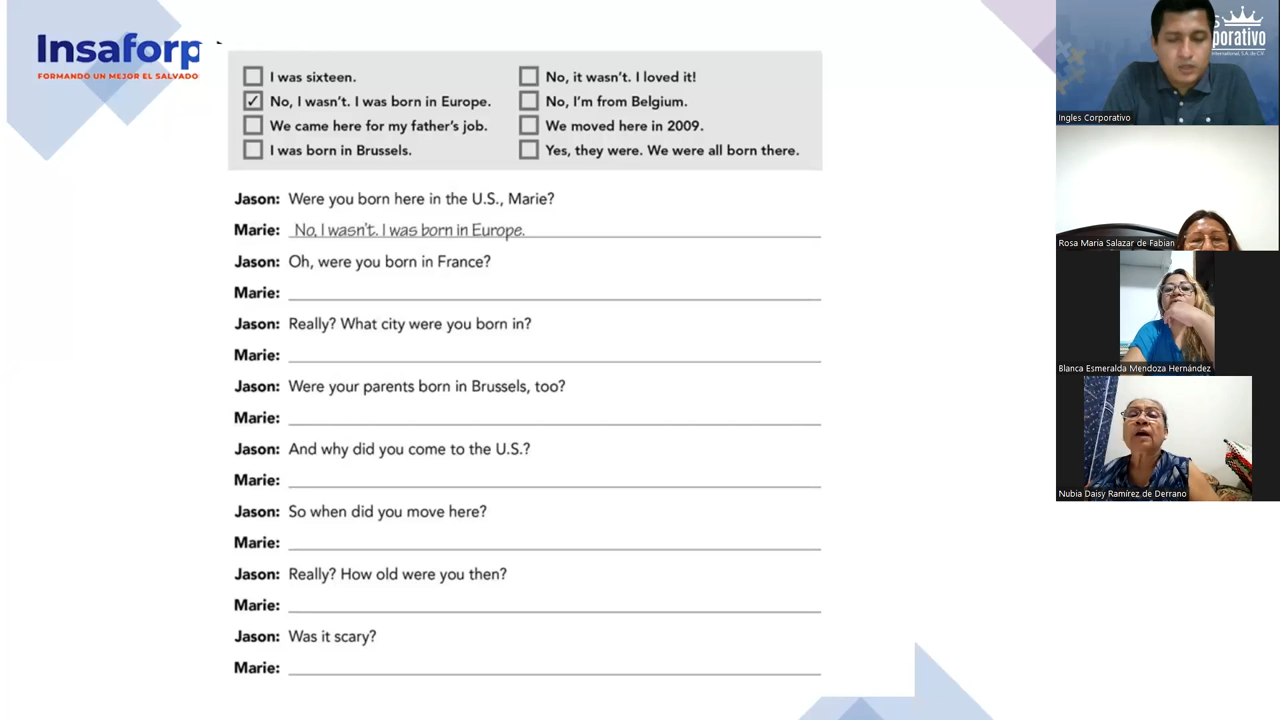 Insaforp
FORMANDO UN MEJOR EL SALVADO
I was sixteen.
No, I wasn't. I was born in Europe.
We came here for my father's job.
I was born in Brussels.
No, it wasn't. I loved it!
No, I'm from Belgium.
We moved here in 2009.
Yes, they were. We were all born there.
Jason: Were you born here in the U.S., Marie?
Marie: No, I wasn't. I was born in Europe.
Jason: Oh, were you born in France?
Marie:
Jason: Really? What city were you born in?
Marie:
Jason: Were your parents born in Brussels, too?
Marie:
Jason: And why did you come to the U.S.?
Marie:
Jason: So when did you move here?
Marie:
Jason: Really? How old were you then?
Marie:
Jason: Was it scary?
Marie:
porativo
Ingles Corporativo
Rosa Maria Salazar de Fabian
Blanca Esmeralda Mendoza Hernández
Nubia Daisy Ramírez de Derrano